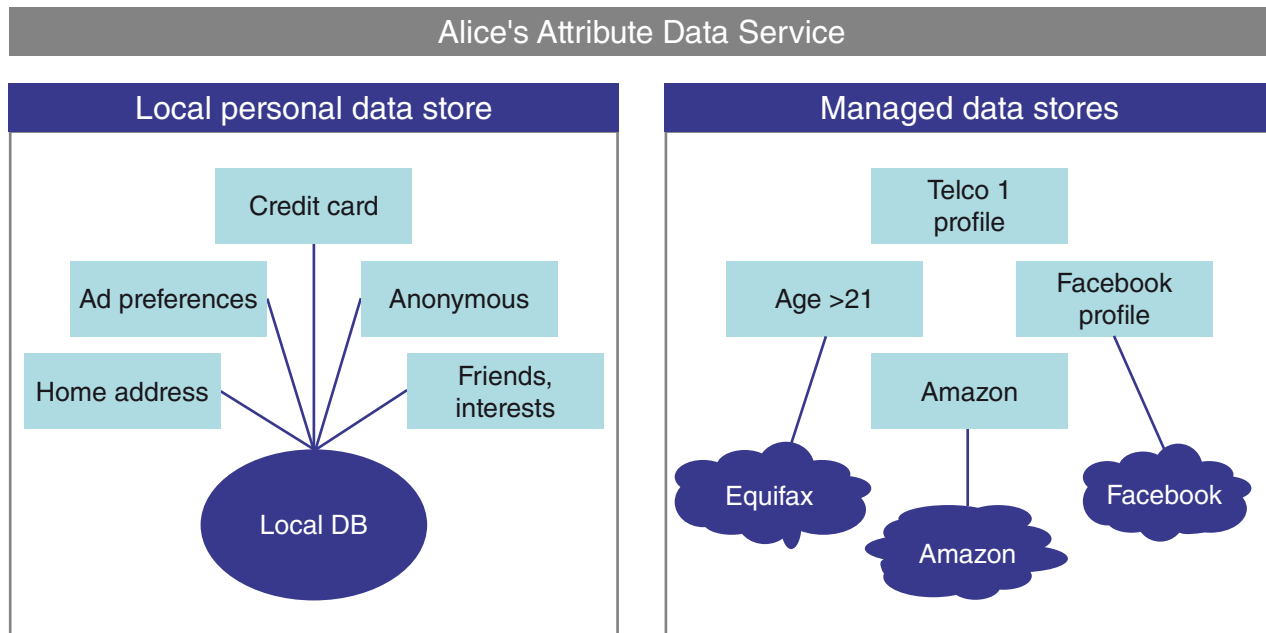 Alice's Attribute Data Service
Local personal data store
Credit card
Ad preferences
Anonymous
Home address
Friends,
interests
Local DB
Managed data stores
Telco 1
profile
Age >21
Facebook
profile
Amazon
Equifax
Facebook
Amazon